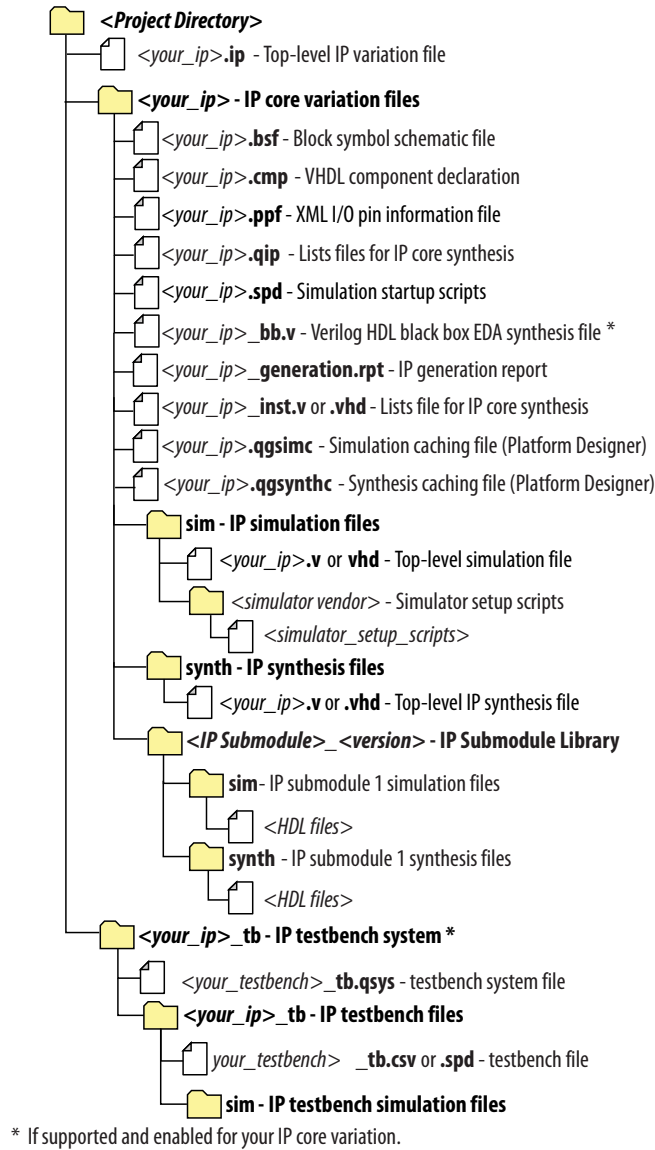 <Project Directory>
<your_ip>.ip - Top-level IP variation file
<your_ip> - IP core variation files
<your_ip>.bsf - Block symbol schematic file
<your_ip>.cmp - VHDL component declaration
<your_ip>.ppf - XML I/O pin information file
<your_ip>.qip - Lists files for IP core synthesis
<your_ip>.spd - Simulation startup scripts
<your_ip>_bb.v - Verilog HDL black box EDA synthesis file *
<your_ip>_generation.rpt - IP generation report
<your_ip>_inst.v or .vhd - Lists file for IP core synthesis
<your_ip>.qgsimc - Simulation caching file (Platform Designer)
<your_ip>.qgsynthc - Synthesis caching file (Platform Designer)
sim - IP simulation files
<your_ip>.v or vhd - Top-level simulation file
<simulator vendor> - Simulator setup scripts
<simulator_setup_scripts>
synth - IP synthesis files
<your_ip>.v or .vhd - Top-level IP synthesis file
<IP Submodule>_<version> - IP Submodule Library
sim- IP submodule 1 simulation files
<HDL files>
synth - IP submodule 1 synthesis files
<HDL files>
<your_ip>_tb - IP testbench system *
<your_testbench>_tb.qsys - testbench system file
<your_ip>_tb - IP testbench files
your_testbench> _tb.csv or .spd - testbench file
sim - IP testbench simulation files
* If supported and enabled for your IP core variation.